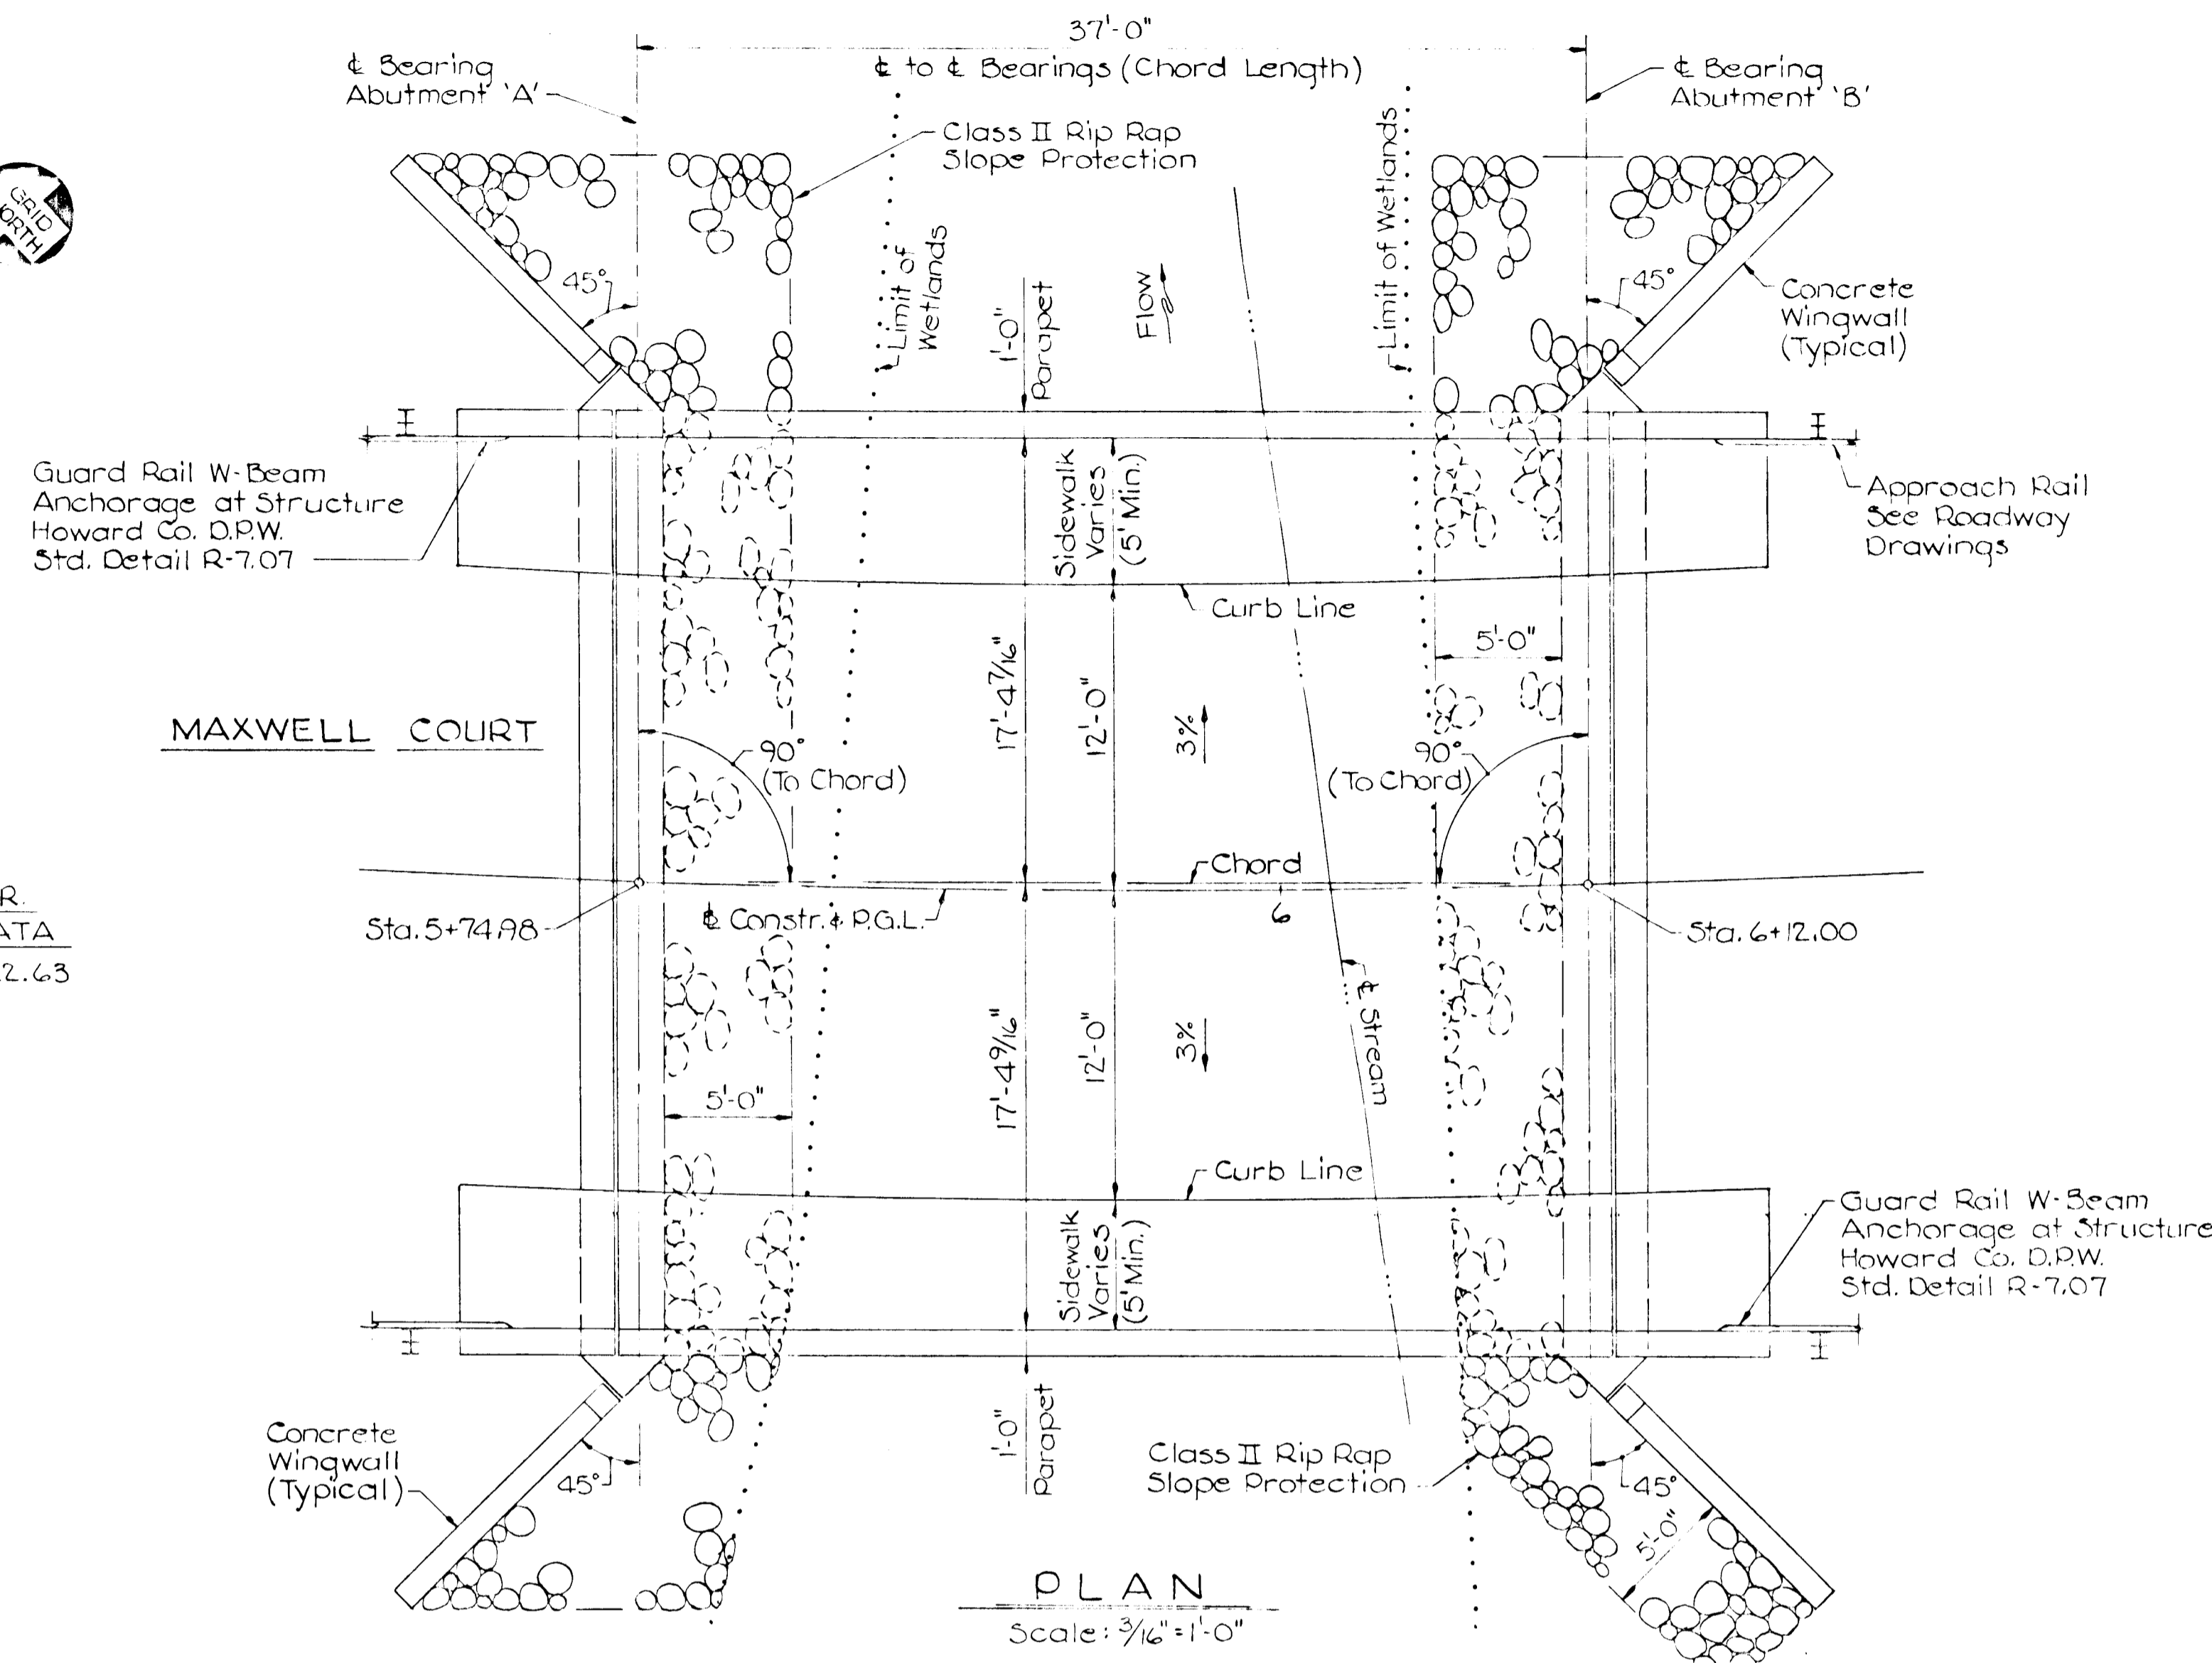 37'-0"
℄ to ℄ Bearings (Chord Length)
℄ Bearing
Abutment 'A'
℄ Bearing
Abutment 'B'
Class II Rip Rap
Slope Protection
GRID
NORTH
45°
Limit of
Wetlands
1'-0"
Parapet
Flow
Limit of Wetlands
45°
Concrete
Wingwall
(Typical)
Guard Rail W-Beam
Anchorage at Structure
Howard Co. D.P.W.
Std. Detail R-7.07
Sidewalk
Varies
(5' Min.)
Approach Rail
See Roadway
Drawings
Curb Line
5'-0"
MAXWELL COURT
17'-4 7/16"
12'-0"
3%
90°
(To Chord)
90°
(To Chord)
Chord
R.
ATA
2.63
Sta. 5+74.98
℄ Constr. & P.G.L.
6
Sta. 6+12.00
℄ Stream
17'-4 9/16"
12'-0"
3%
5'-0"
Curb Line
Sidewalk
Varies
(5' Min.)
Guard Rail W-Beam
Anchorage at Structure
Howard Co. D.P.W.
Std. Detail R-7.07
Concrete
Wingwall
(Typical)
45°
1'-0"
Parapet
Class II Rip Rap
Slope Protection
45°
5'-0"
PLAN
Scale: 3/16"=1'-0"